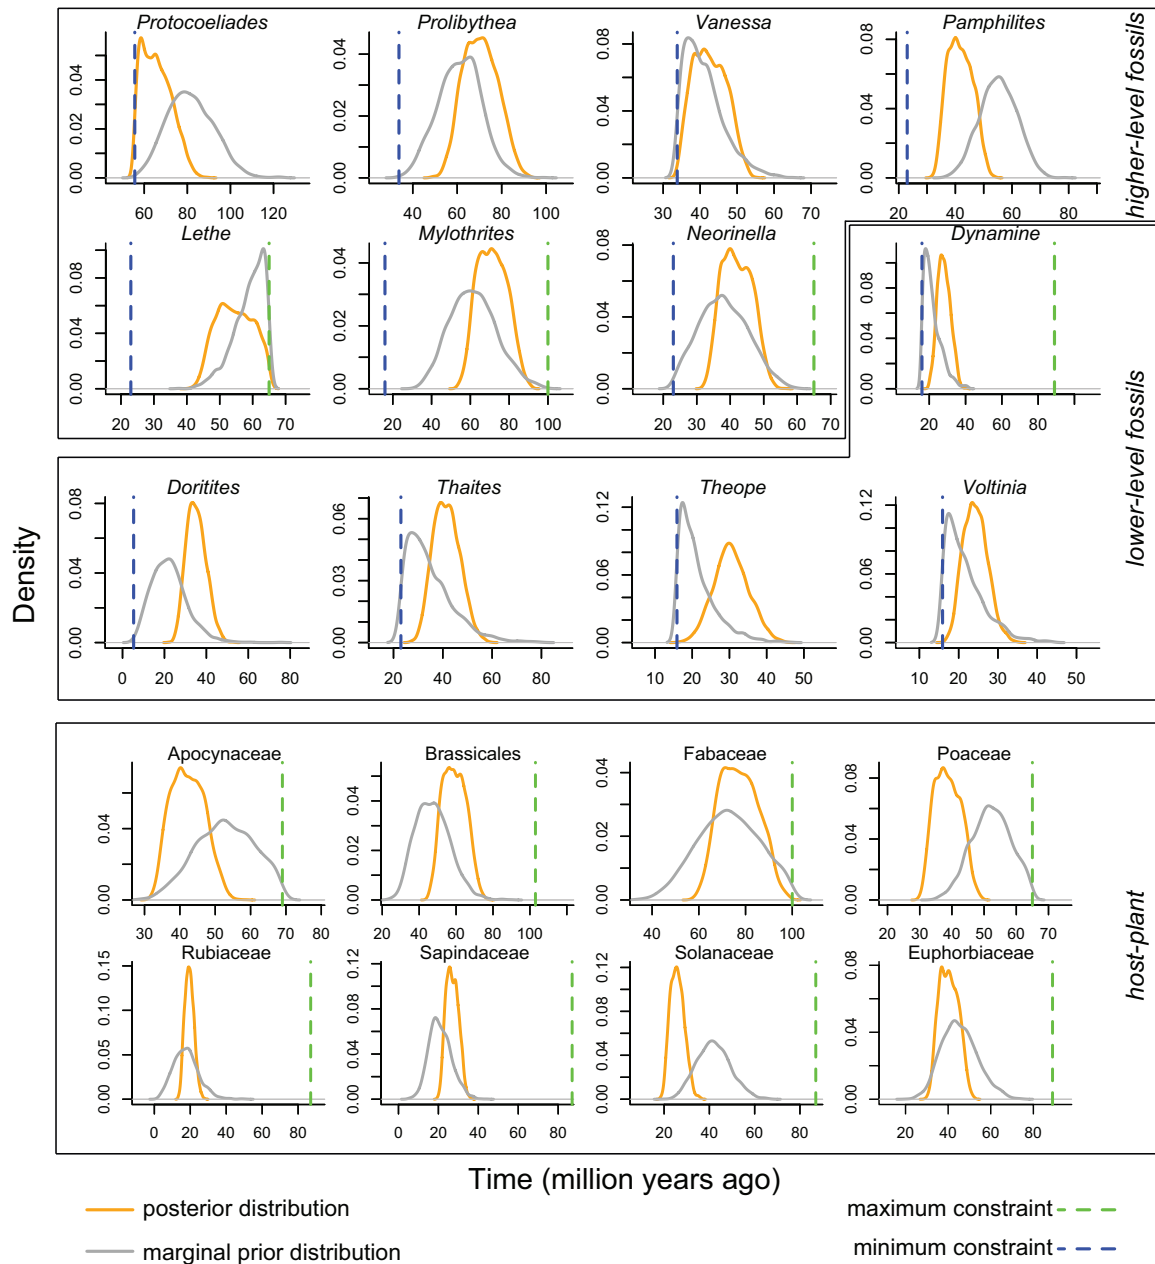 Protocoeliades Prolibythea Vanessa Pamphilites
0.00 0.02 0.04
60 80 100 120
0.00 0.02 0.04
40 60 80 100
0.00 0.04 0.08
30 40 50 60 70
0.00 0.04 0.08
20 40 60 80
higher-level fossils
Lethe Mylothrites Neorinella Dynamine
0.00 0.04 0.08
20 30 40 50 60 70
0.00 0.02 0.04
20 40 60 80 100
0.00 0.04 0.08
20 30 40 50 60 70
0.00 0.04 0.08
20 40 60 80
lower-level fossils
Doritites Thaites Theope Voltinia
0.00 0.04 0.08
0 20 40 60 80
0.00 0.03 0.06
20 40 60 80
0.00 0.06 0.12
10 20 30 40 50
0.00 0.06 0.12
10 20 30 40 50
Density
Apocynaceae Brassicales Fabaceae Poaceae
0.00 0.04
30 40 50 60 70 80
0.00 0.02 0.04
20 40 60 80 100
0.00 0.02 0.04
40 60 80 100
0.00 0.04 0.08
30 40 50 60 70
host-plant
Rubiaceae Sapindaceae Solanaceae Euphorbiaceae
0.00 0.05 0.10 0.15
0 20 40 60 80
0.00 0.04 0.08 0.12
0 20 40 60 80
0.00 0.04 0.08 0.12
20 40 60 80
0.00 0.04 0.08
20 40 60 80
Time (million years ago)
posterior distribution
marginal prior distribution
maximum constraint
minimum constraint